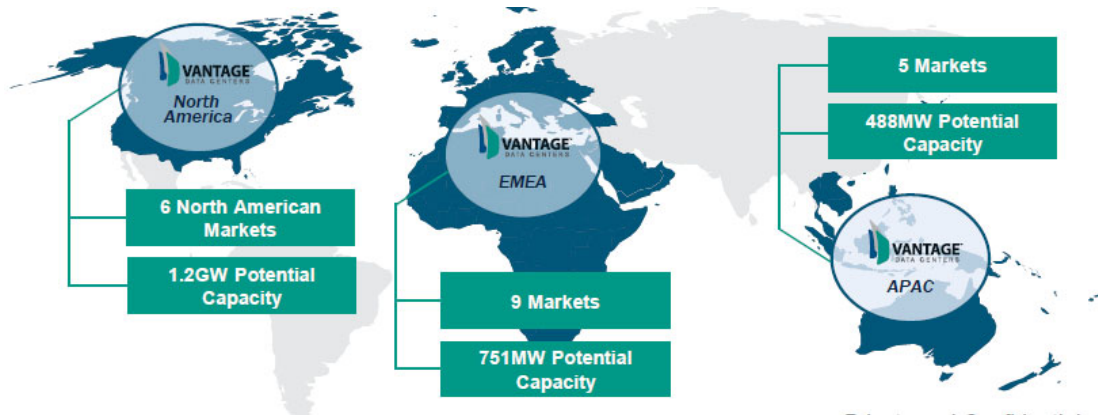 VANTAGE
DATA CENTERS
North
America
6 North American
Markets
1.2GW Potential
Capacity
VANTAGE
DATA CENTERS
EMEA
9 Markets
751MW Potential
Capacity
5 Markets
488MW Potential
Capacity
VANTAGE
DATA CENTERS
APAC